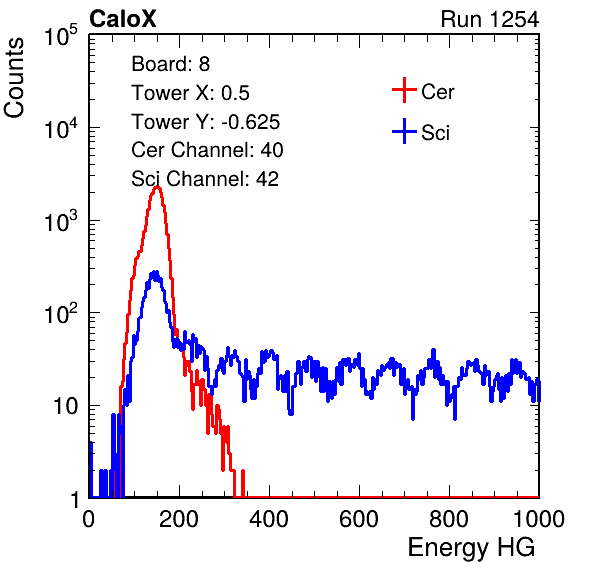 CaloX Run 1254
Counts
Board: 8
Tower X: 0.5
Tower Y: -0.625
Cer Channel: 40
Sci Channel: 42
Cer
Sci
10^5
10^4
10^3
10^2
10
1
0 200 400 600 800 1000
Energy HG